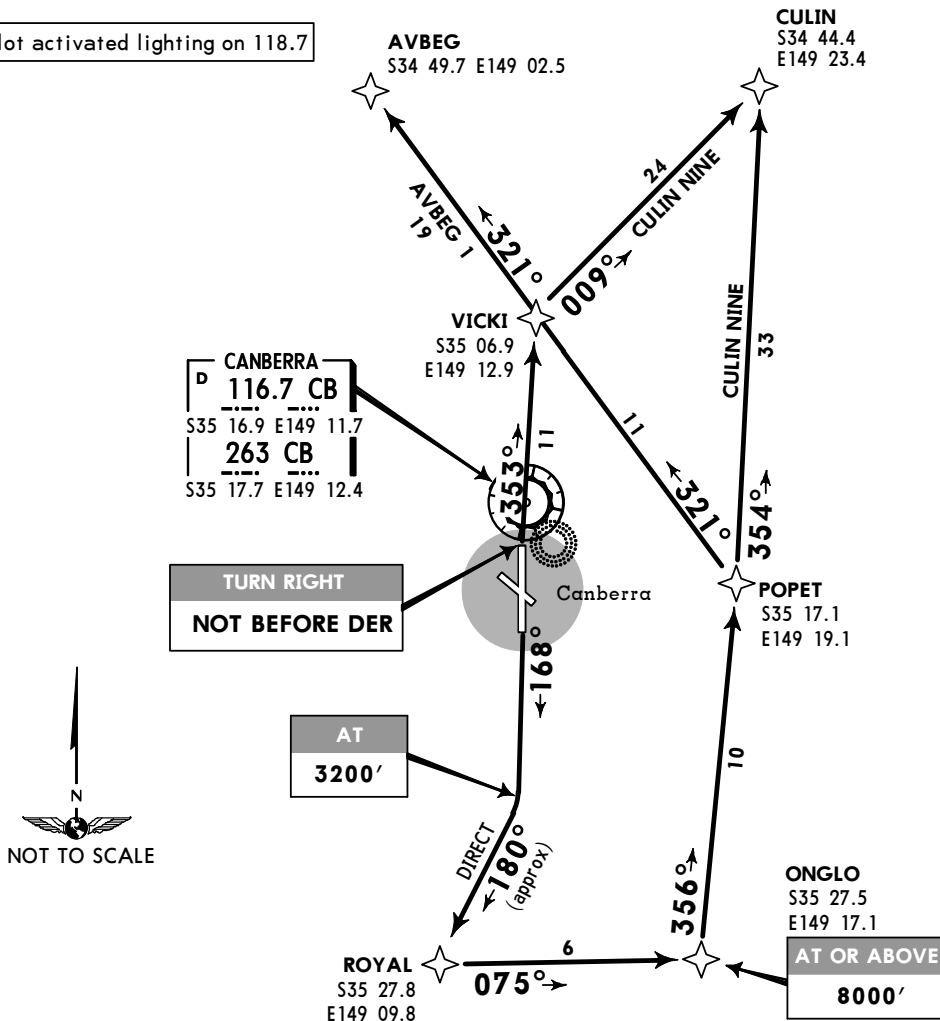 lot activated lighting on 118.7
AVBEG
S34 49.7 E149 02.5
CULIN
S34 44.4
E149 23.4
AVBEG 1
19
321°
24
CULIN NINE
009°
VICKI
S35 06.9
E149 12.9
CULIN NINE
33
CANBERRA
D 116.7 CB
S35 16.9 E149 11.7
263 CB
S35 17.7 E149 12.4
353°
11
11
321°
354°
TURN RIGHT
NOT BEFORE DER
Canberra
POPET
S35 17.1
E149 19.1
168°
AT
3200′
10
N
NOT TO SCALE
DIRECT
180°
(approx)
356°
ONGLO
S35 27.5
E149 17.1
AT OR ABOVE
8000′
ROYAL
S35 27.8
E149 09.8
6
075°